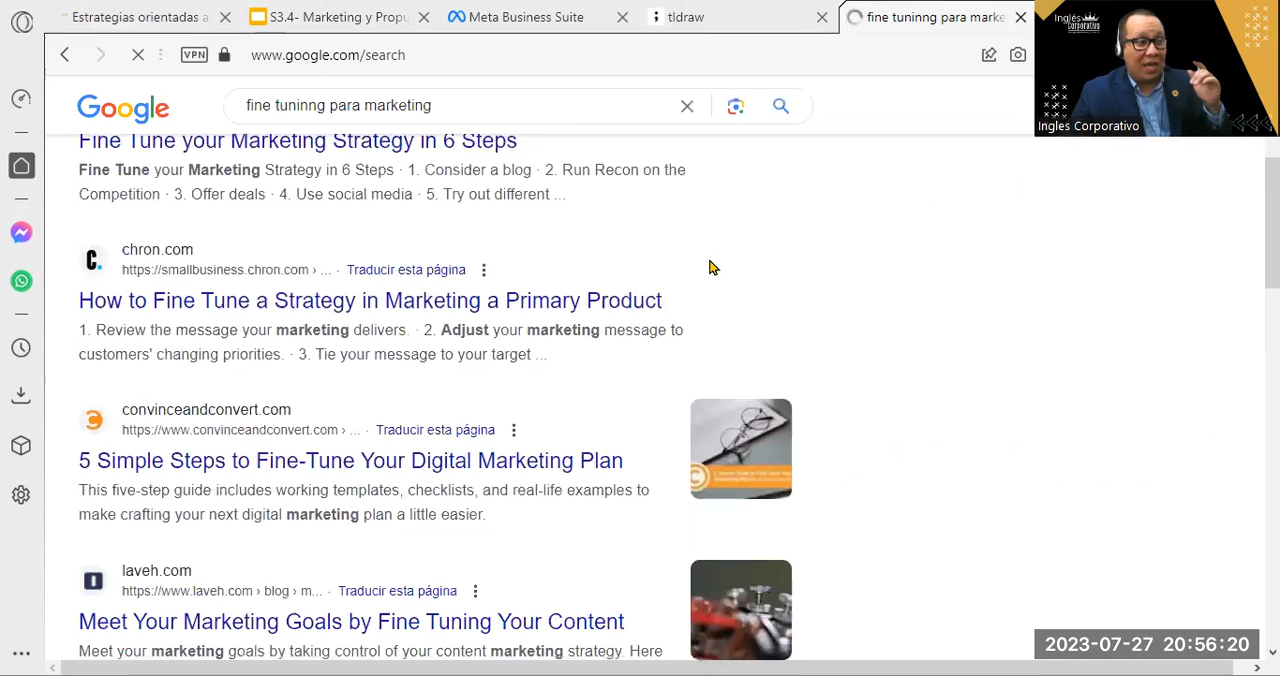 Estrategias orientadas a
S3.4- Marketing y Propu
Meta Business Suite
tldraw
fine tuninng para marke
VPN
www.google.com/search
Inglés
Corporativo
Ingles Corporativo
Google
fine tuninng para marketing
Fine Tune your Marketing Strategy in 6 Steps
Fine Tune your Marketing Strategy in 6 Steps · 1. Consider a blog · 2. Run Recon on the
Competition · 3. Offer deals · 4. Use social media · 5. Try out different ...
chron.com
https://smallbusiness.chron.com › ... · Traducir esta página
How to Fine Tune a Strategy in Marketing a Primary Product
1. Review the message your marketing delivers. · 2. Adjust your marketing message to
customers' changing priorities. · 3. Tie your message to your target ...
convinceandconvert.com
https://www.convinceandconvert.com › ... · Traducir esta página
5 Simple Steps to Fine-Tune Your Digital Marketing Plan
This five-step guide includes working templates, checklists, and real-life examples to
make crafting your next digital marketing plan a little easier.
laveh.com
https://www.laveh.com › blog › m... · Traducir esta página
Meet Your Marketing Goals by Fine Tuning Your Content
Meet your marketing goals by taking control of your content marketing strategy. Here
2023-07-27 20:56:20